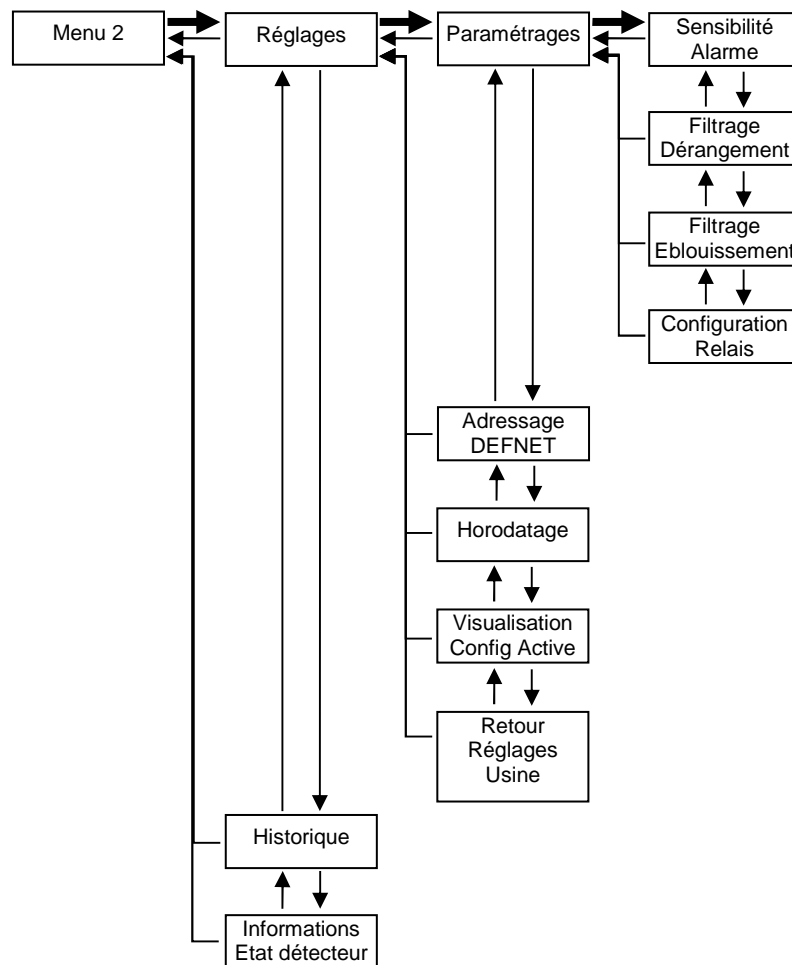 Menu 2
Réglages
Paramétrages
Sensibilité
Alarme
Filtrage
Dérangement
Filtrage
Eblouissement
Configuration
Relais
Adressage
DEFNET
Horodatage
Visualisation
Config Active
Retour
Réglages
Usine
Historique
Informations
Etat détecteur